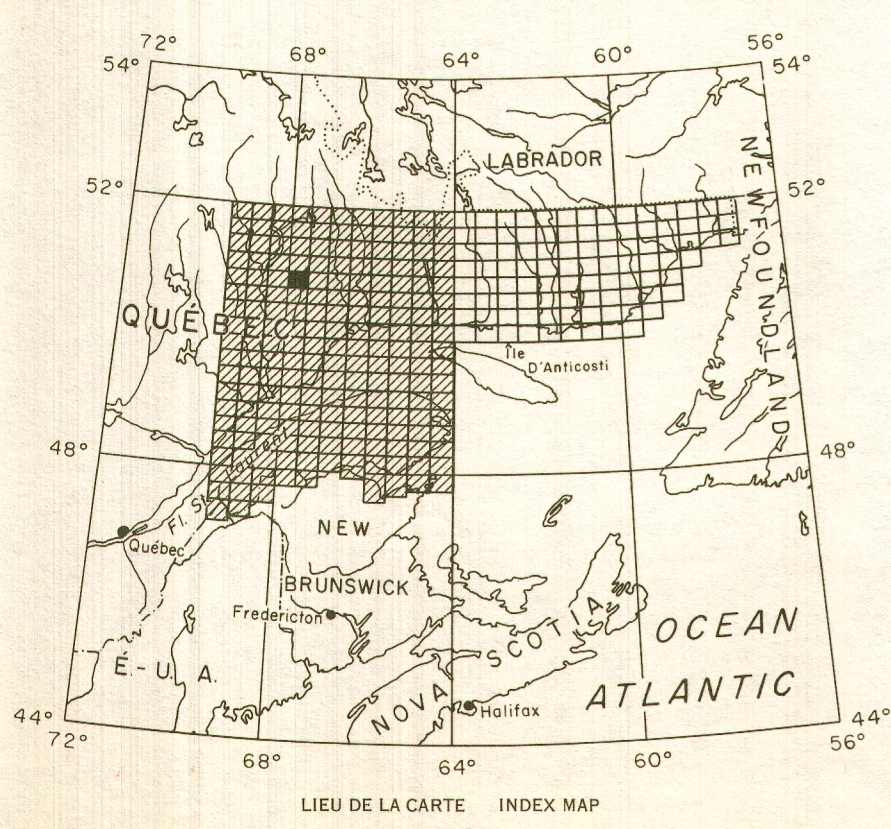 72° 68° 64° 60° 56°
54° 54°
LABRADOR
52° 52°
NEWFOUNDLAND
QUÉBEC
Île
D'Anticosti
48° 48°
Fl. St. Laurent
Québec
NEW
BRUNSWICK
Fredericton
É.-U. A.
NOVA SCOTIA
Halifax
OCEAN
ATLANTIC
44° 44°
72° 68° 64° 60° 56°
LIEU DE LA CARTE INDEX MAP